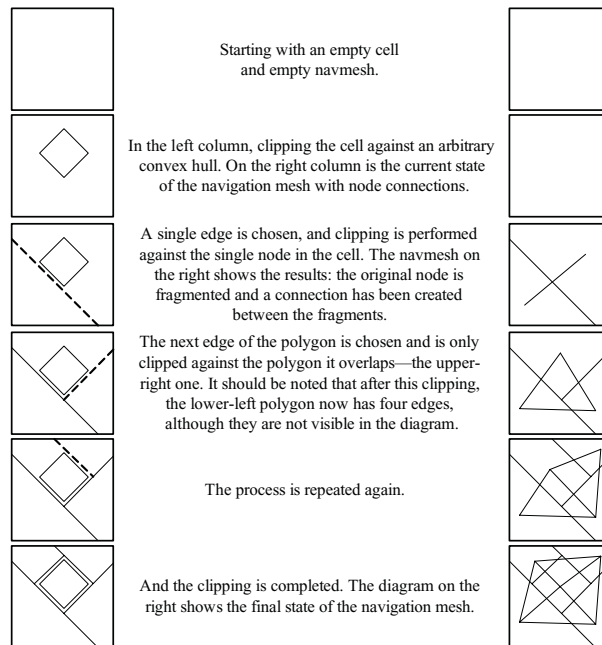 Starting with an empty cell
and empty navmesh.
In the left column, clipping the cell against an arbitrary
convex hull. On the right column is the current state
of the navigation mesh with node connections.
A single edge is chosen, and clipping is performed
against the single node in the cell. The navmesh on
the right shows the results: the original node is
fragmented and a connection has been created
between the fragments.
The next edge of the polygon is chosen and is only
clipped against the polygon it overlaps—the upper-
right one. It should be noted that after this clipping,
the lower-left polygon now has four edges,
although they are not visible in the diagram.
The process is repeated again.
And the clipping is completed. The diagram on the
right shows the final state of the navigation mesh.